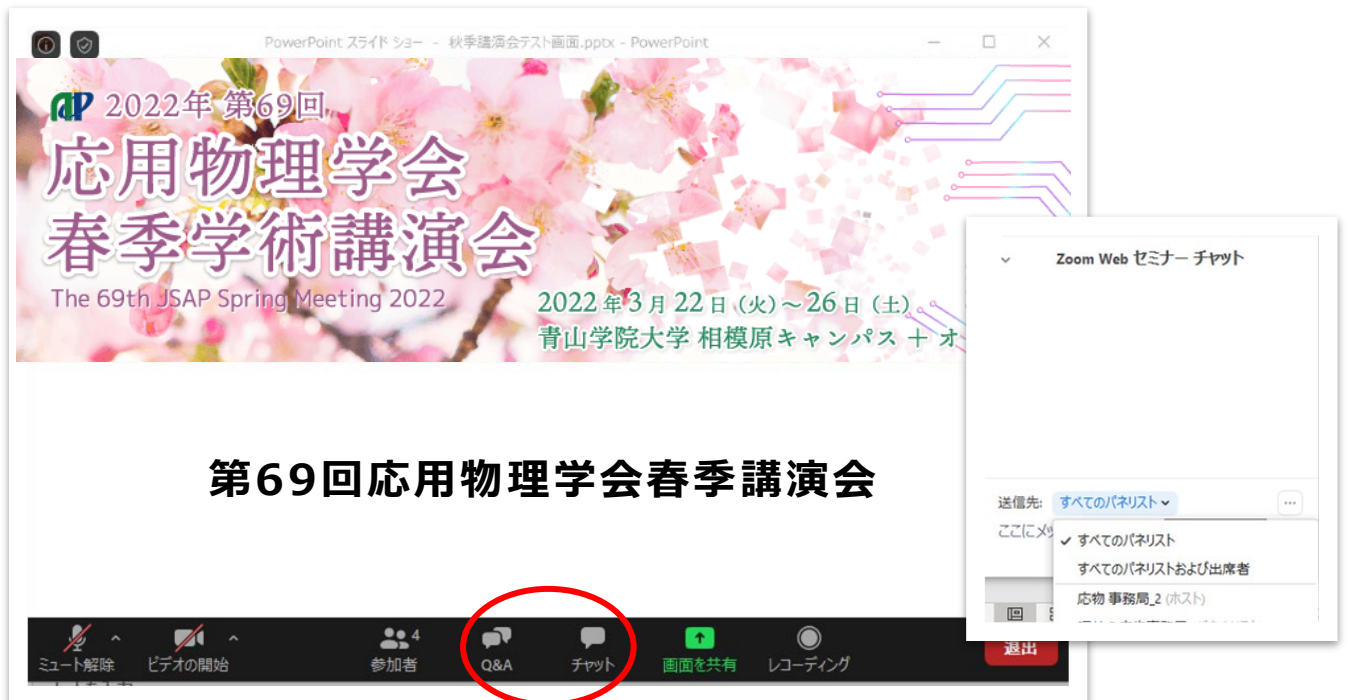 PowerPoint スライド ショー - 秋季講演会テスト画面.pptx - PowerPoint
2022年 第69回
応用物理学会
春季学術講演会
The 69th JSAP Spring Meeting 2022
2022年3月22日(火)~26日(土)
青山学院大学 相模原キャンパス + オ
第69回応用物理学会春季講演会
ミュート解除
ビデオの開始
4
参加者
Q&A
チャット
画面を共有
レコーディング
退出
Zoom Web セミナー チャット
送信先: すべてのパネリスト
ここにメッ
すべてのパネリスト
すべてのパネリストおよび出席者
応物 事務局_2 (ホスト)